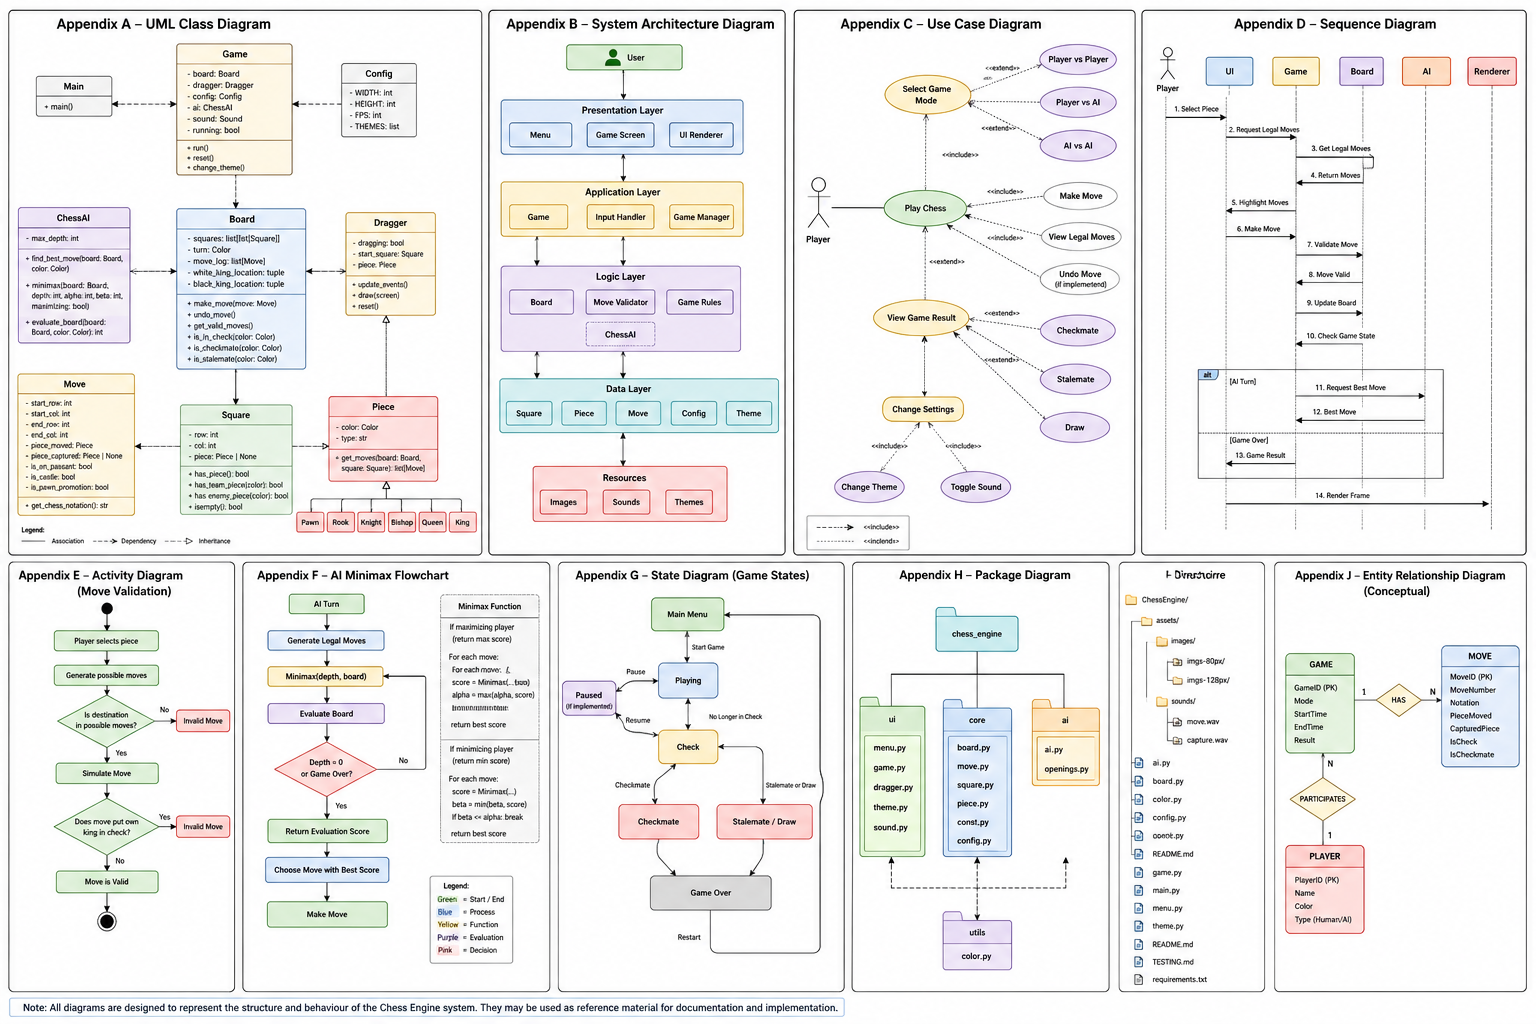 Appendix A – UML Class Diagram
Main
+ main()
Game
- board: Board
- dragger: Dragger
- config: Config
- ai: ChessAI
- sound: Sound
- running: bool
+ run()
+ reset()
+ change_theme()
Config
- WIDTH: int
- HEIGHT: int
- FPS: int
- THEMES: list
ChessAI
- max_depth: int
+ find_best_move(board: Board,
color: Color)
+ minimax(board: Board,
depth: int, alpha: int, beta: int,
maximizing: bool)
+ evaluate_board(board:
Board, color: Color): int
Board
- squares: list[list[Square]]
- turn: Color
- move_log: list[Move]
- white_king_location: tuple
- black_king_location: tuple
+ make_move(move: Move)
+ undo_move()
+ get_valid_moves()
+ is_in_check(color: Color)
+ is_checkmate(color: Color)
+ is_stalemate(color: Color)
Dragger
- dragging: bool
- start_square: Square
- piece: Piece
+ update_events()
+ draw(screen)
+ reset()
Move
- start_row: int
- start_col: int
- end_row: int
- end_col: int
- piece_moved: Piece
- piece_captured: Piece | None
- is_en_passant: bool
- is_castle: bool
- is_pawn_promotion: bool
+ get_chess_notation(): str
Square
- row: int
- col: int
- piece: Piece | None
+ has_piece(): bool
+ has_team_piece(color): bool
+ has enemy_piece(color): bool
+ isempty(): bool
Piece
- color: Color
- type: str
+ get_moves(board: Board,
square: Square): list[Move]
Pawn Rook Knight Bishop Queen King
Legend:
Association Dependency Inheritance
Appendix B – System Architecture Diagram
User
Presentation Layer
Menu Game Screen UI Renderer
Application Layer
Game Input Handler Game Manager
Logic Layer
Board Move Validator Game Rules
ChessAI
Data Layer
Square Piece Move Config Theme
Resources
Images Sounds Themes
Appendix C – Use Case Diagram
Player
Select Game
Mode
<<extend>>
Player vs Player
Player vs AI
<<extend>>
AI vs AI
<<include>>
Play Chess
<<include>>
Make More
View Legal Moves
<<include>>
Undo Move
(if implemetend)
View Game Result
<<extend>>
Checkmate
<<extend>>
Stalemate
Draw
Change Settings
<<include>> <<include>>
Change Theme Toggle Sound
<<include>>
<<inclend>>
Appendix D – Sequence Diagram
Player UI Game Board AI Renderer
1. Select Piece
2. Request Legal Moves
3. Get Legal Moves
4. Return Moves
5. Highlight Moves
6. Make Move
7. Validate Move
8. Move Valid
9. Update Board
10. Check Game State
[AI Turn]
11. Request Best Move
12. Best Move
[Game Over]
13. Game Result
14. Render Frame
Appendix E – Activity Diagram
(Move Validation)
Player selects piece
Generate possible moves
Is destination
in possible moves?
No
Invalid Move
Yes
Simulate Move
Does move put own
king in check?
Yes
Invalid Move
No
Move is Valid
Appendix F – AI Minimax Flowchart
AI Turn
Generate Legal Moves
Minimax(depth, board)
Evaluate Board
Depth = 0
or Game Over?
No
Yes
Return Evaluation Score
Choose Move with Best Score
Make Move
Minimax Function
If maximizing player
(return max score)
For each move:
For each move:
score = Minimax(
alpha = max(alpha, score)
return best score
If minimizing player
(return min score)
For each move:
score = Minimax(...)
beta = min(beta, score)
If beta <= alpha: break
return best score
Legend:
Green = Start / End
Blue = Process
Yellow = Function
Purple = Evaluation
Pink = Decision
Appendix G – State Diagram (Game States)
Main Menu
Start Game
Pause
Playing
Paused
(If implemented)
Resume
No Longer in Check
Check
Checkmate
Stalemate or Draw
Checkmate
Stalemate / Draw
Game Over
Restart
Appendix H – Package Diagram
chess_engine
ui
menu.py
game.py
dragger.py
theme.py
sound.py
core
board.py
move.py
square.py
piece.py
const.py
config.py
ai
ai.py
openings.py
utils
color.py
ChessEngine/
assets/
images/
imgs-80px/
imgs-128px/
sounds/
move.wav
capture.wav
ai.py
board.py
color.py
config.py
README.md
game.py
main.py
menu.py
theme.py
README.md
TESTING.md
requirements.txt
Appendix J – Entity Relationship Diagram
(Conceptual)
GAME
GameID (PK)
Mode
StartTime
EndTime
Result
1
HAS
N
MOVE
MoveID (PK)
MoveNumber
Notation
PieceMoved
CapturedPiece
IsCheck
IsCheckmate
N
PARTICIPATES
1
PLAYER
PlayerID (PK)
Name
Color
Type (Human/AI)
Note: All diagrams are designed to represent the structure and behaviour of the Chess Engine system. They may be used as reference material for documentation and implementation.